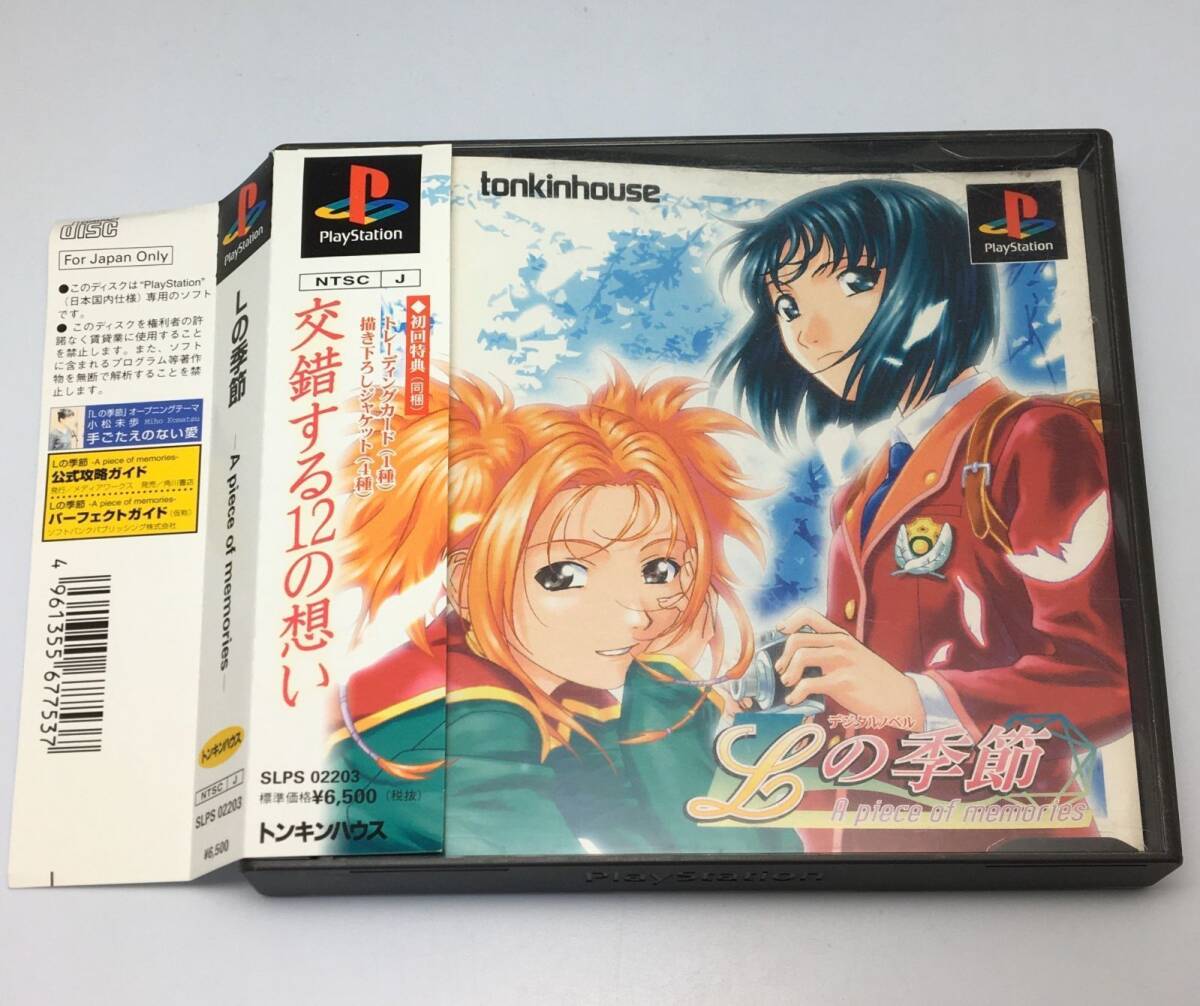 disc
For Japan Only
●このディスクは"PlayStation"
(日本国内仕様)専用のソフト
です。
● このディスクを権利者の許
諾なく賃貸業に使用すること
を禁止します。また、ソフト
に含まれるプログラム等著作
物を無断で解析することを禁
止します。
「Lの季節」オープニングテーマ
小松未歩 Miho Komatsu
手ごたえのない愛
Lの季節 -A piece of memories-
公式攻略ガイド
発行/メディアワークス 発売/角川書店
Lの季節 -A piece of memories-
パーフェクトガイド(仮称)
ソフトバンクパブリッシング株式会社
4 961355 677537
PlayStation
Lの季節
—A piece of memories—
トンキンハウス
NTSC J
SLPS 02203
¥6,500
PlayStation
NTSC J
◆初回特典(同梱)
トレーディングカード(1種)
描き下ろしジャケット(4種)
交錯する12の想い
SLPS 02203
標準価格¥6,500(税抜)
トンキンハウス
tonkinhouse
PlayStation
デジタルノベル
Lの季節
A piece of memories
PlayStation